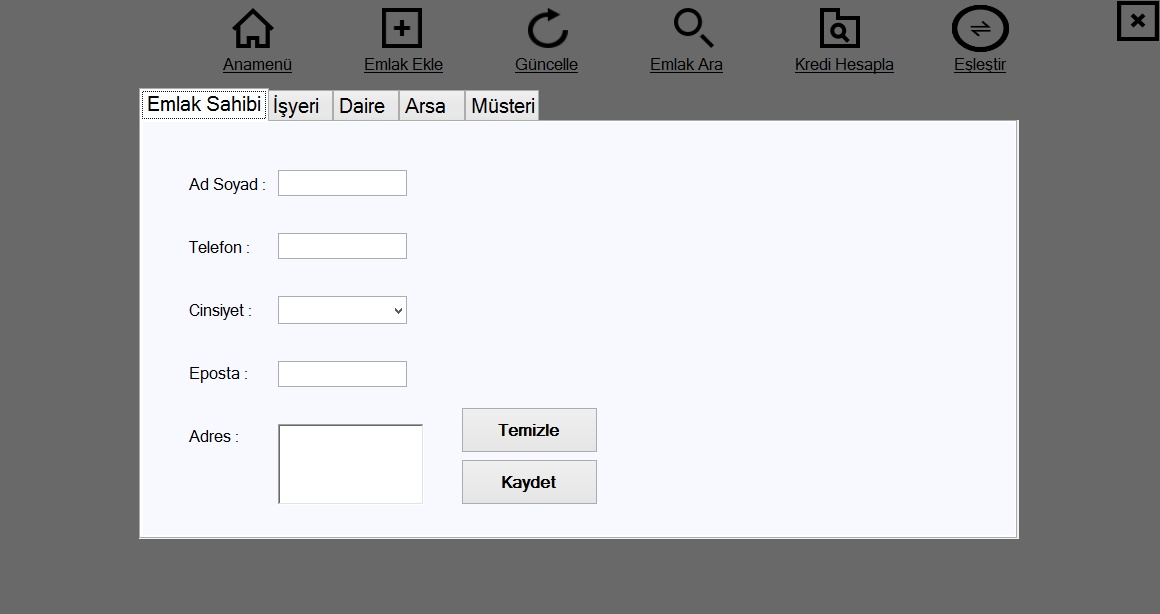 Anamenü Emlak Ekle Güncelle Emlak Ara Kredi Hesapla Eşleştir
Emlak Sahibi İşyeri Daire Arsa Müsteri
Ad Soyad :
Telefon :
Cinsiyet :
Eposta :
Adres :
Temizle
Kaydet